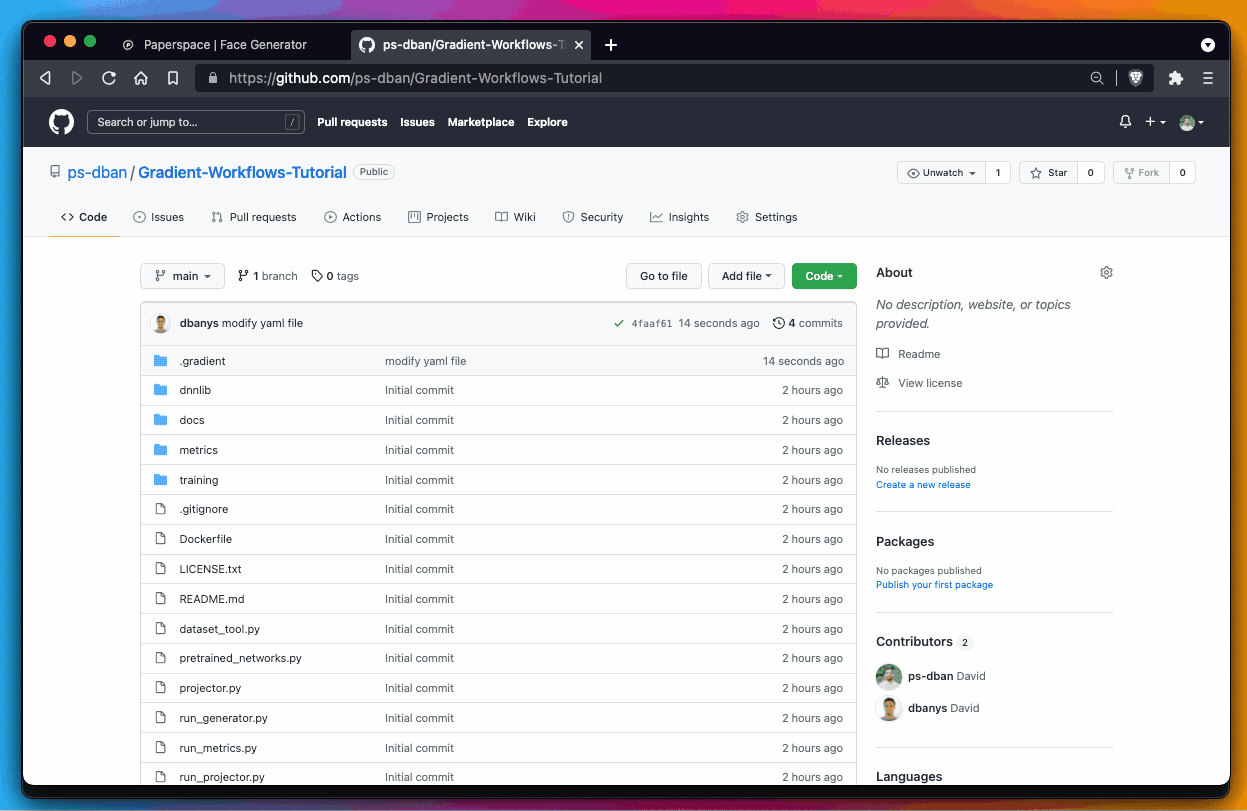 Paperspace | Face Generator
ps-dban/Gradient-Workflows-T
https://github.com/ps-dban/Gradient-Workflows-Tutorial
Search or jump to... / Pull requests Issues Marketplace Explore
ps-dban / Gradient-Workflows-Tutorial Public
Unwatch 1 Star 0 Fork 0
<> Code Issues Pull requests Actions Projects Wiki Security Insights Settings
main 1 branch 0 tags Go to file Add file Code
dbanys modify yaml file 4faaf61 14 seconds ago 4 commits
.gradient modify yaml file 14 seconds ago
dnnlib Initial commit 2 hours ago
docs Initial commit 2 hours ago
metrics Initial commit 2 hours ago
training Initial commit 2 hours ago
.gitignore Initial commit 2 hours ago
Dockerfile Initial commit 2 hours ago
LICENSE.txt Initial commit 2 hours ago
README.md Initial commit 2 hours ago
dataset_tool.py Initial commit 2 hours ago
pretrained_networks.py Initial commit 2 hours ago
projector.py Initial commit 2 hours ago
run_generator.py Initial commit 2 hours ago
run_metrics.py Initial commit 2 hours ago
run_projector.py Initial commit 2 hours ago
About
No description, website, or topics
provided.
Readme
View license
Releases
No releases published
Create a new release
Packages
No packages published
Publish your first package
Contributors 2
ps-dban David
dbanys David
Languages